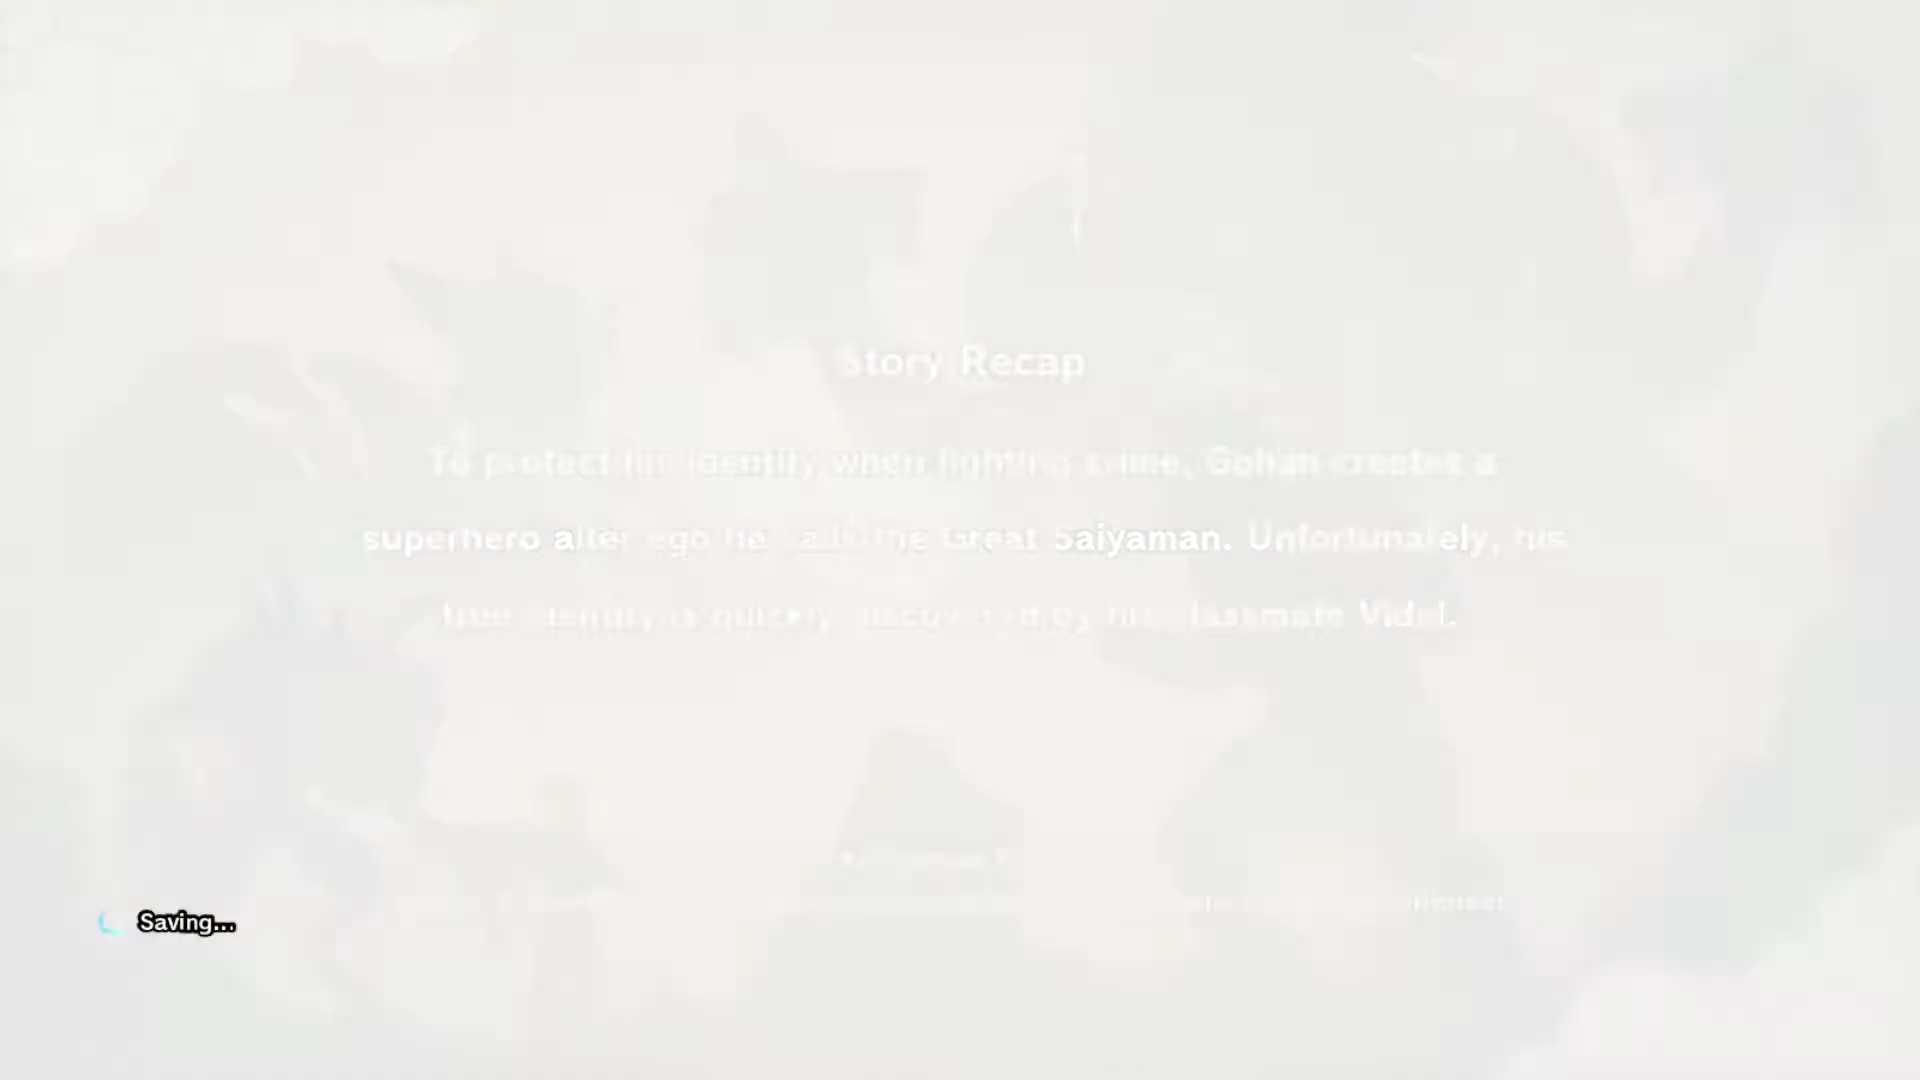 Story Recap
To protect his identity when fighting crime, Gohan creates a
superhero alter ego he calls the Great Saiyaman. Unfortunately, his
true identity is quickly discovered by his classmate Videl.
Saving...